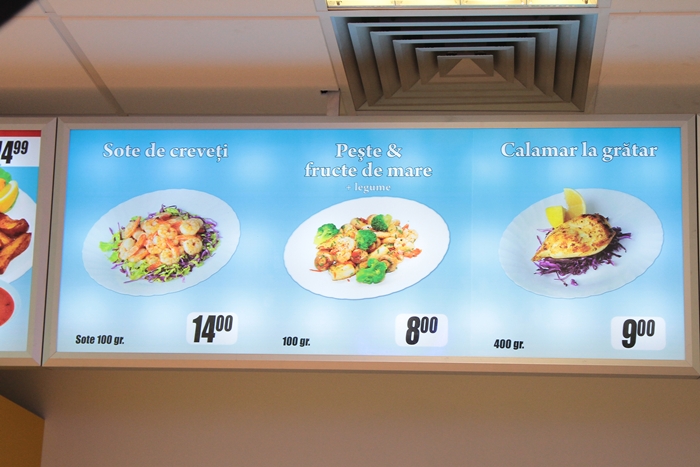 499
Sote de creveți
1400
Sote 100 gr.
Pește &
fructe de mare
+ legume
800
100 gr.
Calamar la grătar
900
400 gr.